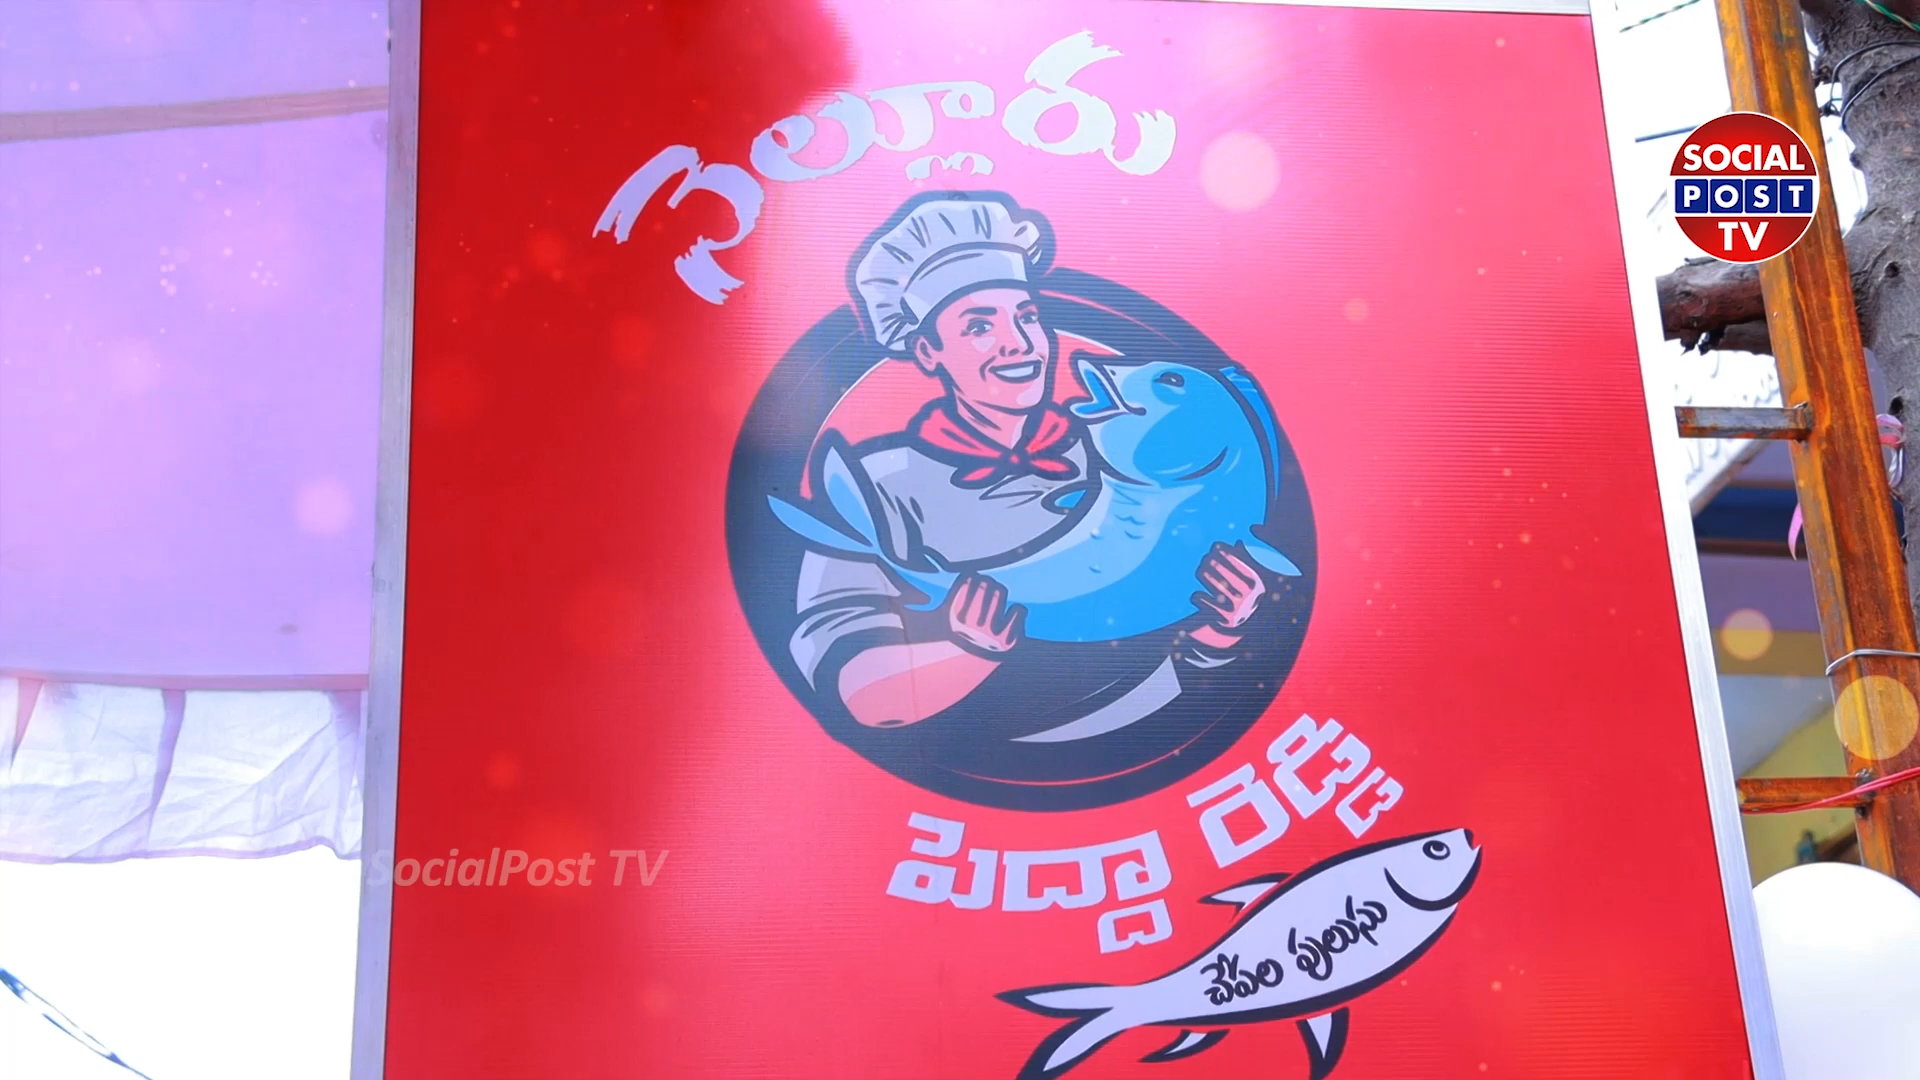 నెల్లూరు
SOCIAL
POST
TV
పెద్దా రెడ్డి
SocialPost TV
చేపల పులుసు